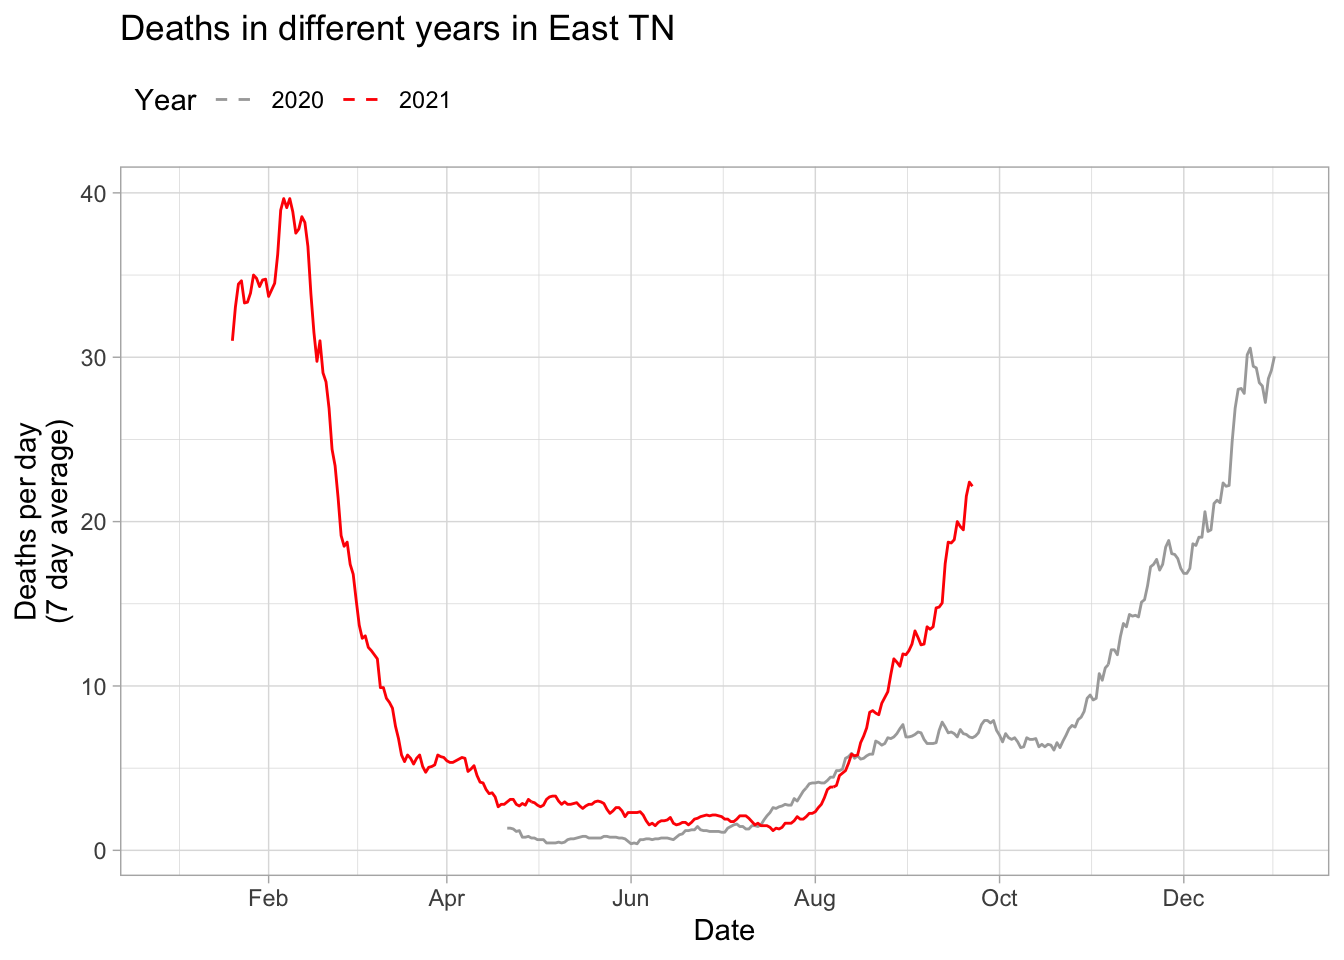 Deaths in different years in East TN
Year 2020 2021
Deaths per day
(7 day average)
40
30
20
10
0
Feb Apr Jun Aug Oct Dec
Date